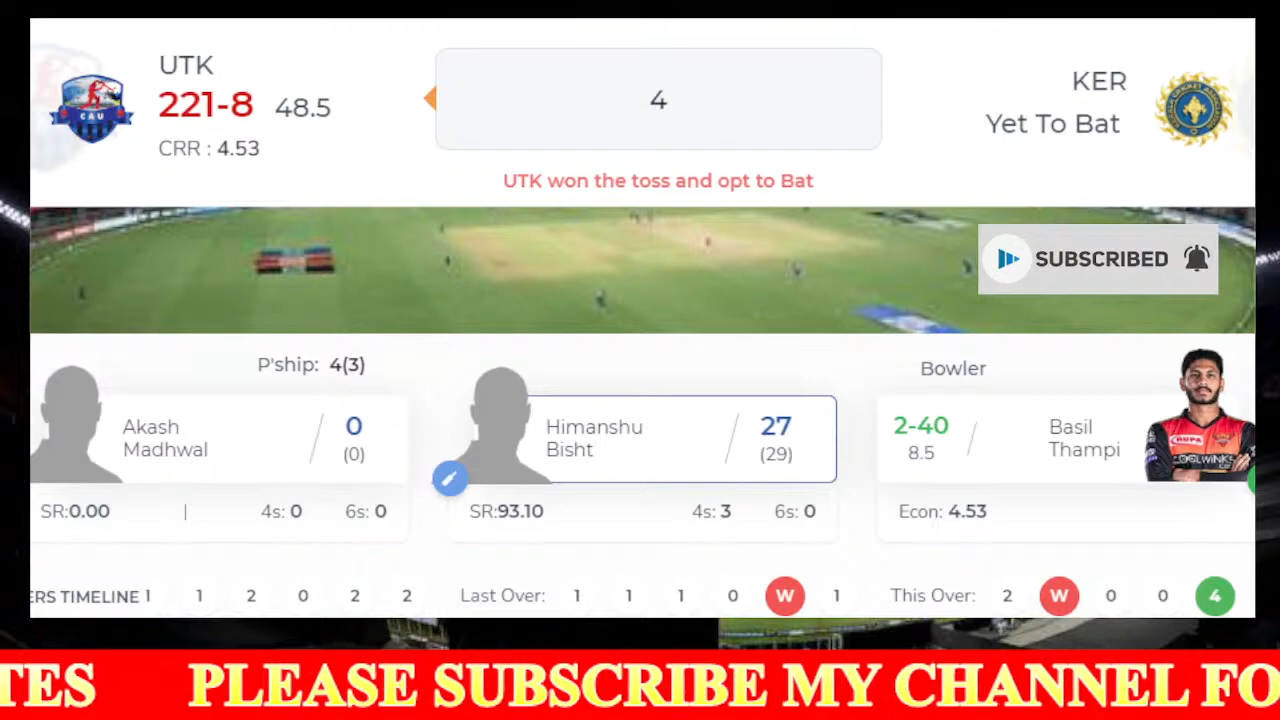 UTK
221-8 48.5
CRR : 4.53
4
UTK won the toss and opt to Bat
KER
Yet To Bat
CAU
SUBSCRIBED
P'ship: 4(3)
Akash
Madhwal
0
(0)
SR:0.00 | 4s: 0 6s: 0
Himanshu
Bisht
27
(29)
SR:93.10 4s: 3 6s: 0
Bowler
2-40
8.5
Basil
Thampi
Econ: 4.53
ERS TIMELINE 1 1 2 0 2 2 Last Over: 1 1 1 0 W 1 This Over: 2 W 0 0 4
TES PLEASE SUBSCRIBE MY CHANNEL FO